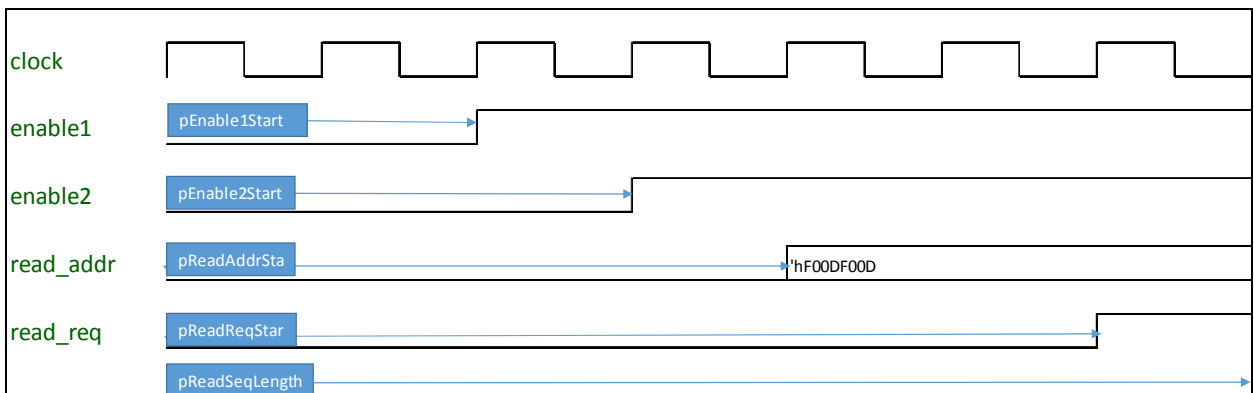 clock
enable1
pEnable1Start
enable2
pEnable2Start
read_addr
pReadAddrSta
'hF00DF00D
read_req
pReadReqStar
pReadSeqLength